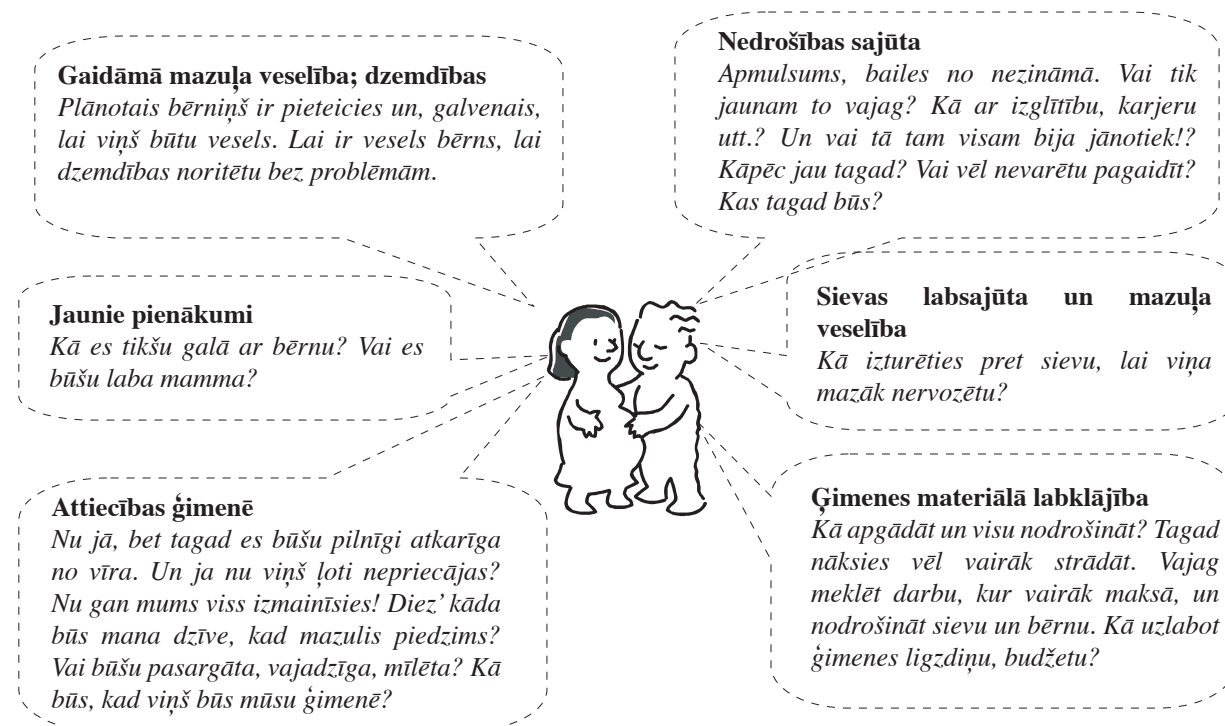 Gaidāmā mazuļa veselība; dzemdības
Plānotais bērniņš ir pieteicies un, galvenais,
lai viņš būtu vesels. Lai ir vesels bērns, lai
dzemdības noritētu bez problēmām.
Nedrošības sajūta
Apmulsums, bailes no nezināmā. Vai tik
jaunam to vajag? Kā ar izglītību, karjeru
utt.? Un vai tā tam visam bija jānotiek!?
Kāpēc jau tagad? Vai vēl nevarētu pagaidīt?
Kas tagad būs?
Jaunie pienākumi
Kā es tikšu galā ar bērnu? Vai es
būšu laba mamma?
Sievas labsajūta un mazuļa
veselība
Kā izturēties pret sievu, lai viņa
mazāk nervozētu?
Attiecības ģimenē
Nu jā, bet tagad es būšu pilnīgi atkarīga
no vīra. Un ja nu viņš ļoti nepriecājas?
Nu gan mums viss izmainīsies! Diez’ kāda
būs mana dzīve, kad mazulis piedzims?
Vai būšu pasargāta, vajadzīga, mīlēta? Kā
būs, kad viņš būs mūsu ģimenē?
Ģimenes materiālā labklājība
Kā apgādāt un visu nodrošināt? Tagad
nāksies vēl vairāk strādāt. Vajag
meklēt darbu, kur vairāk maksā, un
nodrošināt sievu un bērnu. Kā uzlabot
ģimenes ligzdiņu, budžetu?